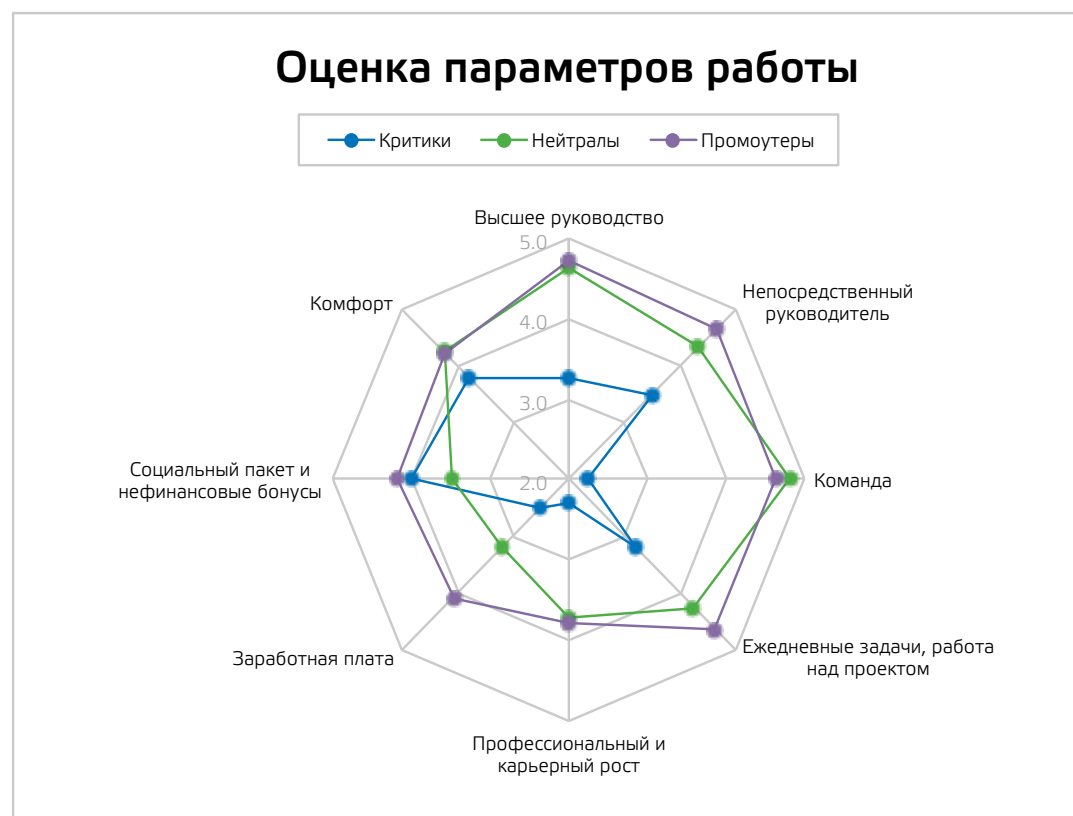 Оценка параметров работы
Критики
Нейтралы
Промоутеры
Высшее руководство
5.0
Непосредственный
руководитель
Комфорт
4.0
3.0
Социальный пакет и
нефинансовые бонусы
2.0
Команда
Ежедневные задачи, работа
над проектом
Заработная плата
Профессиональный и
карьерный рост